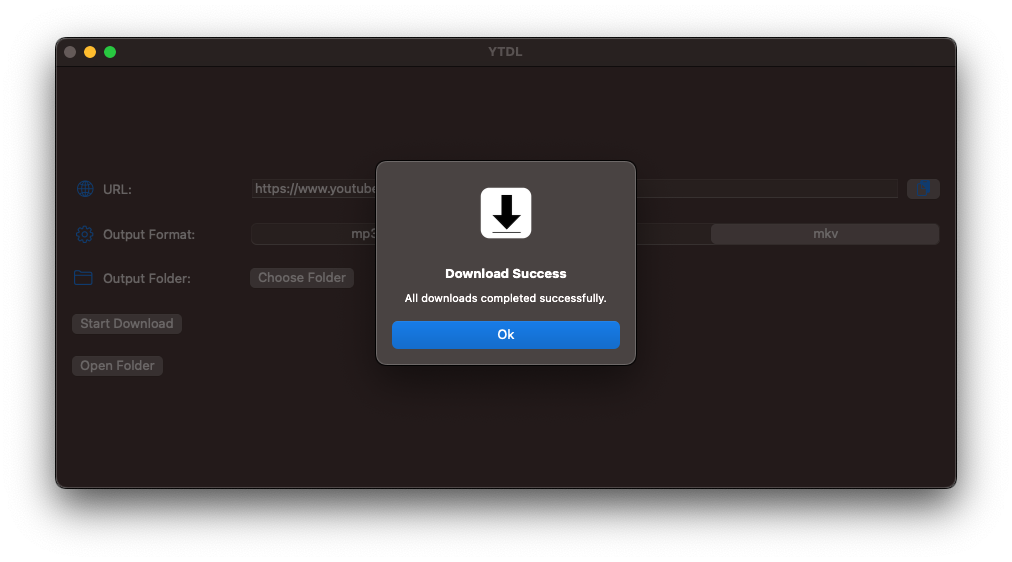 YTDL
URL:
https://www.youtube
Output Format:
mp3
mkv
Output Folder:
Choose Folder
Start Download
Open Folder
Download Success
All downloads completed successfully.
Ok